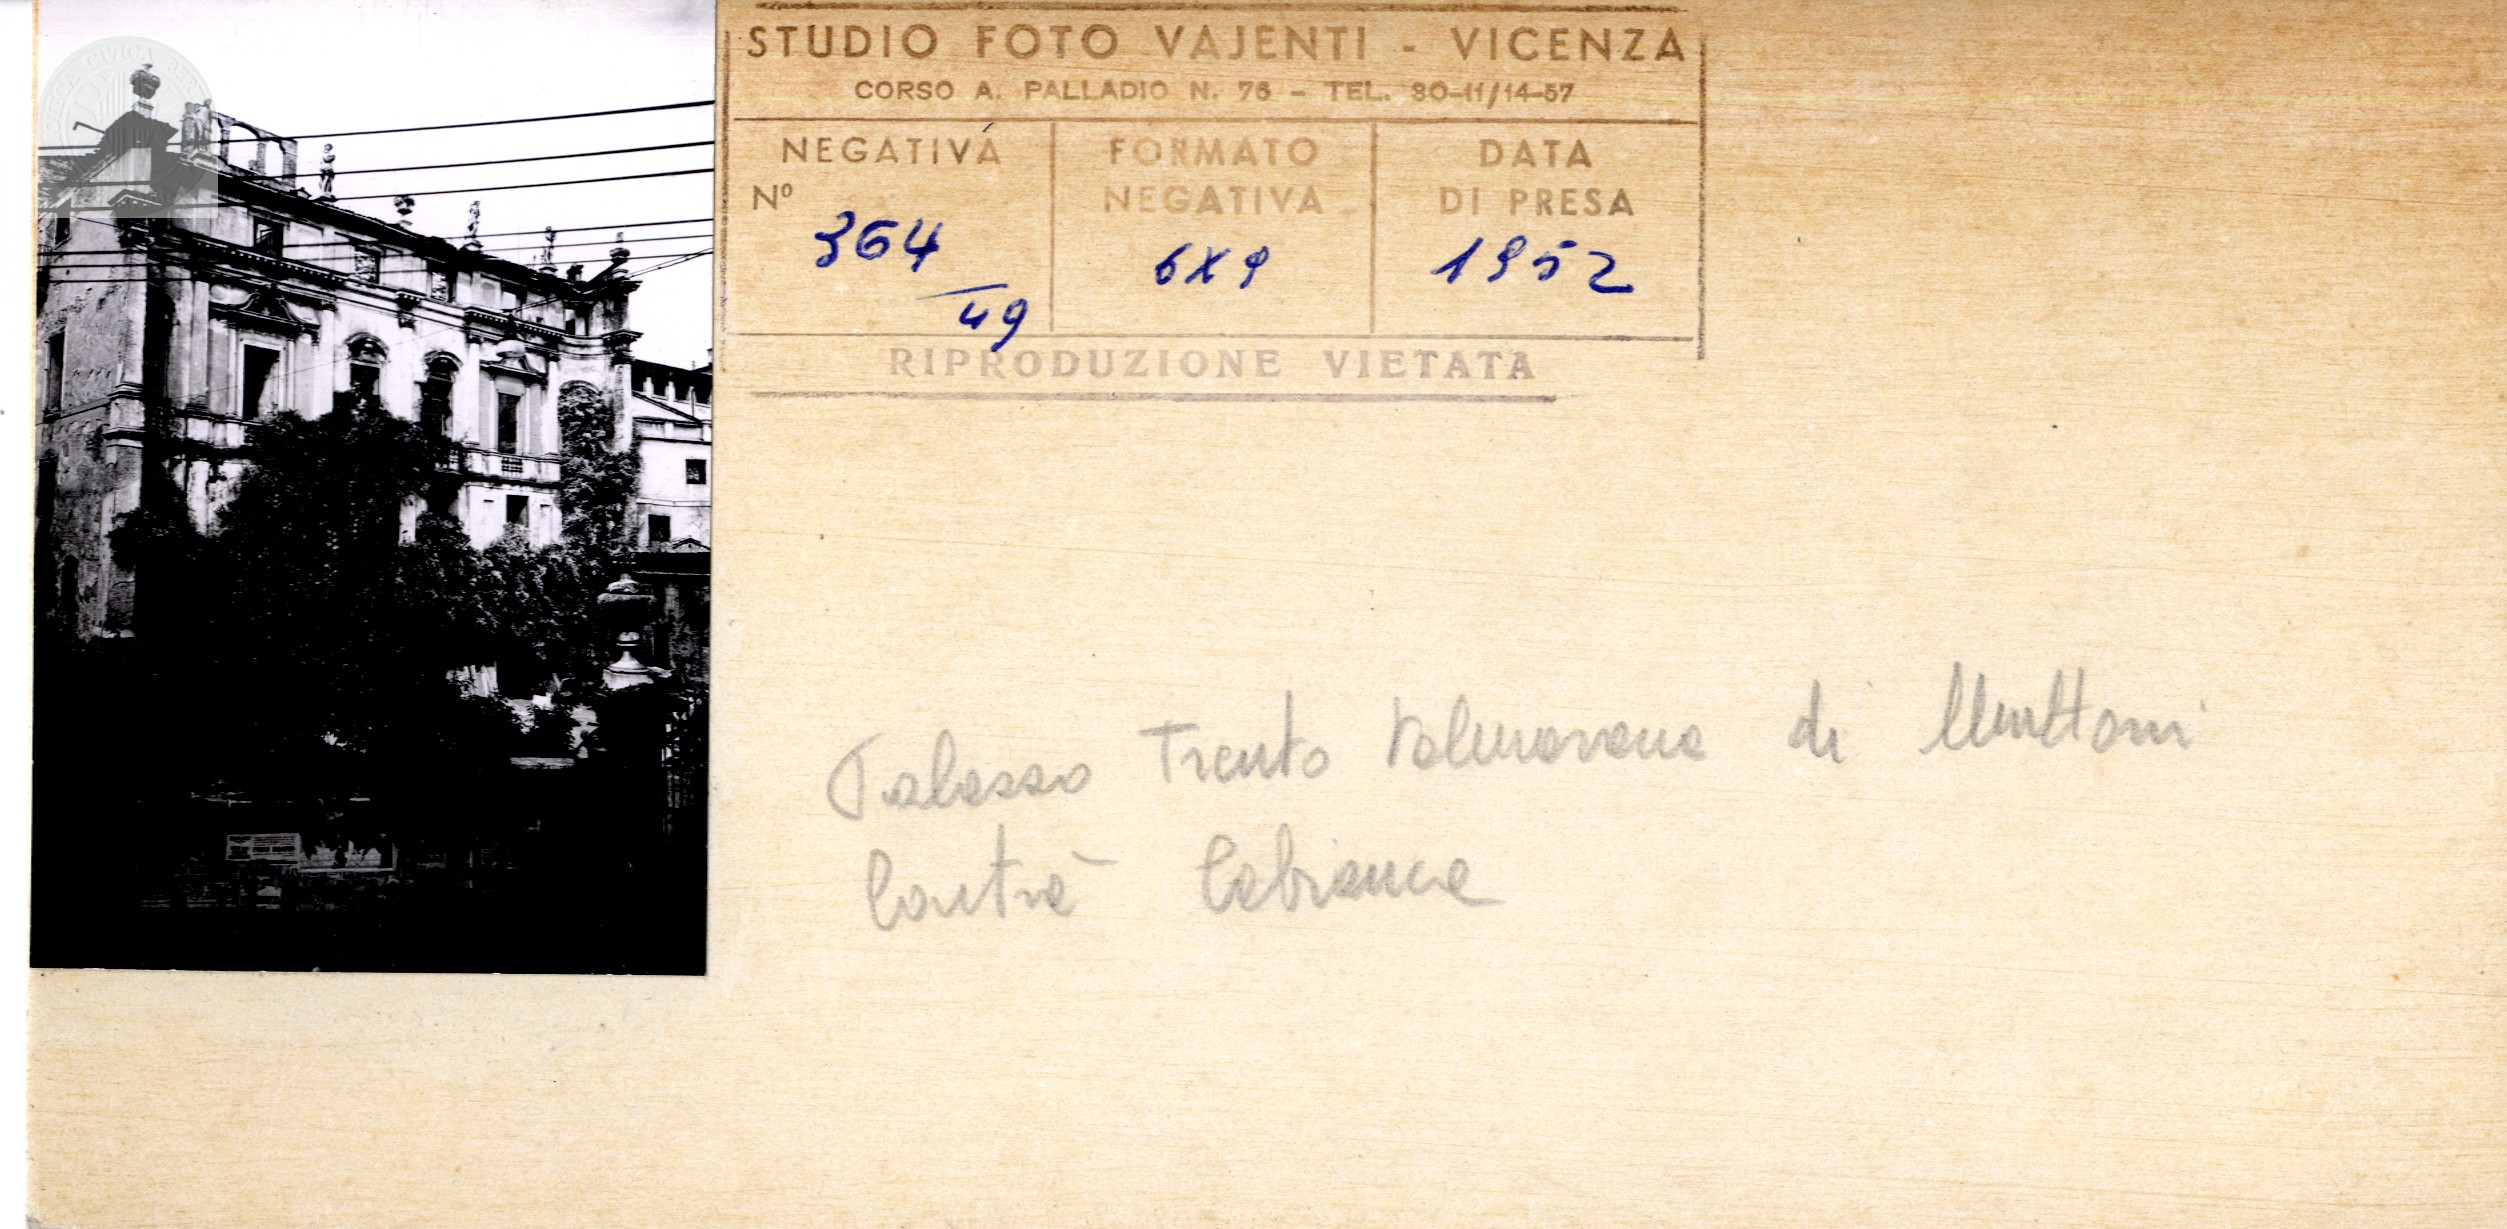 STUDIO FOTO VAJENTI - VICENZA
CORSO A. PALLADIO N. 76 - TEL. 30-11/14-57
NEGATIVA
Nº
364/49
FORMATO
NEGATIVA
6X9
DATA
DI PRESA
1952
RIPRODUZIONE VIETATA
Palazzo Trento Valmarana di Muttoni
Contrà Cabianca